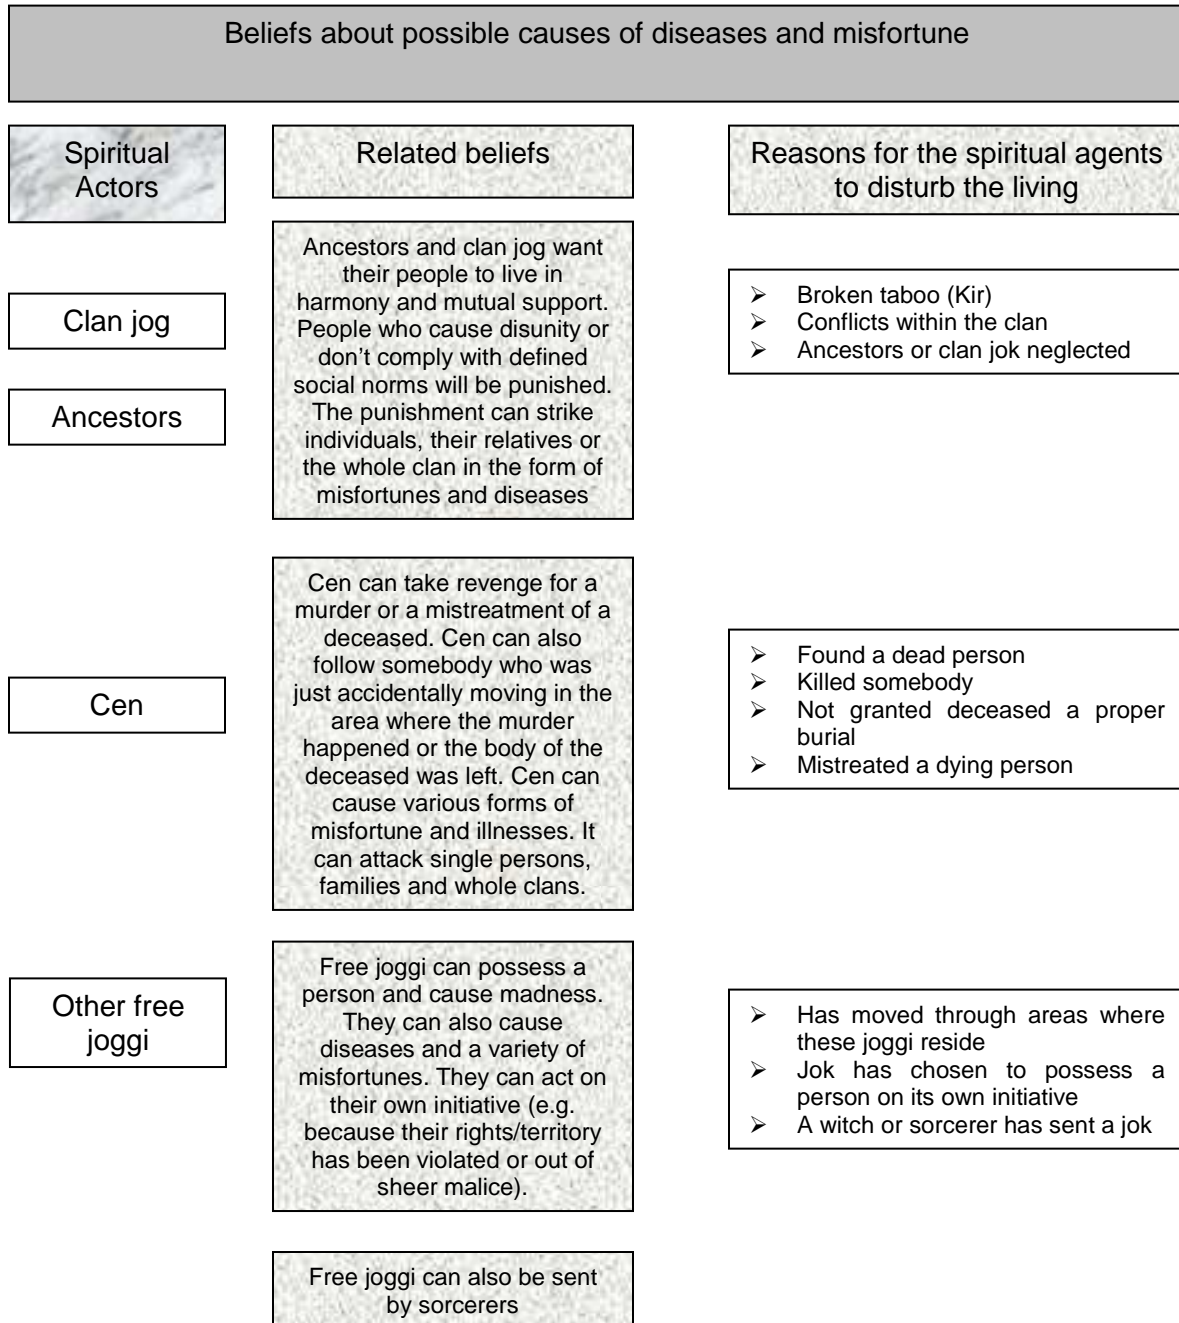 Beliefs about possible causes of diseases and misfortune
Spiritual
Actors
Related beliefs
Reasons for the spiritual agents
to disturb the living
Clan jog
Ancestors
Ancestors and clan jog want
their people to live in
harmony and mutual support.
People who cause disunity or
don’t comply with defined
social norms will be punished.
The punishment can strike
individuals, their relatives or
the whole clan in the form of
misfortunes and diseases
➢ Broken taboo (Kir)
➢ Conflicts within the clan
➢ Ancestors or clan jok neglected
Cen
Cen can take revenge for a
murder or a mistreatment of a
deceased. Cen can also
follow somebody who was
just accidentally moving in the
area where the murder
happened or the body of the
deceased was left. Cen can
cause various forms of
misfortune and illnesses. It
can attack single persons,
families and whole clans.
➢ Found a dead person
➢ Killed somebody
➢ Not granted deceased a proper
burial
➢ Mistreated a dying person
Other free
joggi
Free joggi can possess a
person and cause madness.
They can also cause
diseases and a variety of
misfortunes. They can act on
their own initiative (e.g.
because their rights/territory
has been violated or out of
sheer malice).
➢ Has moved through areas where
these joggi reside
➢ Jok has chosen to possess a
person on its own initiative
➢ A witch or sorcerer has sent a jok
Free joggi can also be sent
by sorcerers